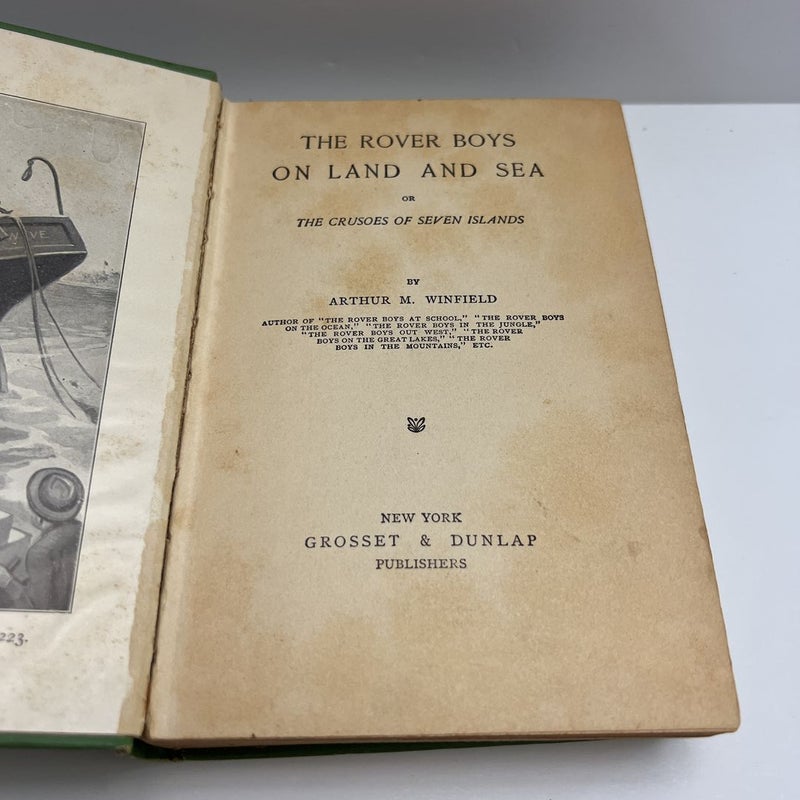 WAVE
223.
THE ROVER BOYS
ON LAND AND SEA
OR
THE CRUSOES OF SEVEN ISLANDS
BY
ARTHUR M. WINFIELD
AUTHOR OF "THE ROVER BOYS AT SCHOOL," "THE ROVER BOYS
ON THE OCEAN," "THE ROVER BOYS IN THE JUNGLE,"
"THE ROVER BOYS OUT WEST," "THE ROVER
BOYS ON THE GREAT LAKES," "THE ROVER
BOYS IN THE MOUNTAINS," ETC.
NEW YORK
GROSSET & DUNLAP
PUBLISHERS